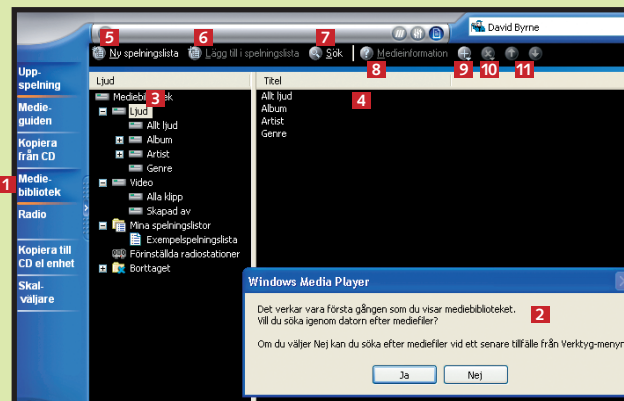 David Byrne
5 6 7
Ny spelningslista Lägg till i spelningslista Sök Medieinformation
8 9 10 11
Upp-
spelning
Medie-
guiden
Kopiera
från CD
1 Medie-
bibliotek
Radio
Kopiera till
CD el enhet
Skal-
väljare
Ljud
3
Ljud
Allt ljud
Album
Artist
Genre
Video
Alla klipp
Skapad av
Mina spelningslistor
Exempelspelningslista
Förinställda radiostationer
Borttaget
Titel
4
Allt ljud
Album
Artist
Genre
Windows Media Player
Det verkar vara första gången som du visar mediebiblioteket.
Vill du söka igenom datorn efter mediefiler?
2
Om du väljer Nej kan du söka efter mediefiler vid ett senare tillfälle från Verktyg-menyn
Ja Nej